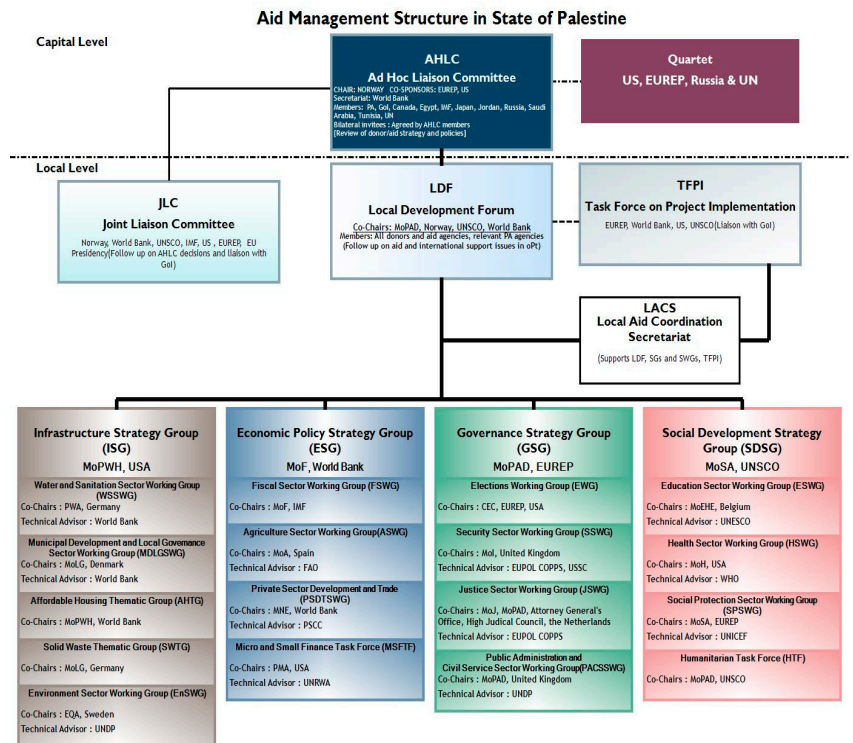 Aid Management Structure in State of Palestine
Capital Level
AHLC
Ad Hoc Liaison Committee
CHAIR: NORWAY CO-SPONSORS: EUREP, US
Secretariat: World Bank
Members: PA, GoI, Canada, Egypt, IMF, Japan, Jordan, Russia, Saudi
Arabia, Tunisia, UN
Bilateral invitees : Agreed by AHLC members
[Review of donor/aid strategy and policies]
Quartet
US, EUREP, Russia & UN
Local Level
JLC
Joint Liaison Committee
Norway, World Bank, UNSCO, IMF, US , EUREP, EU
Presidency(Follow up on AHLC decisions and liaison with
GoI)
LDF
Local Development Forum
Co-Chairs: MoPAD, Norway, UNSCO, World Bank
Members: All donors and aid agencies, relevant PA agencies
(Follow up on aid and international support issues in oPt)
TFPI
Task Force on Project Implementation
EUREP, World Bank, US, UNSCO(Liaison with GoI)
LACS
Local Aid Coordination
Secretariat
(Supports LDF, SGs and SWGs, TFPI)
Infrastructure Strategy Group
(ISG)
MoPWH, USA
Water and Sanitation Sector Working Group
(WSSWG)
Co-Chairs : PWA, Germany
Technical Advisor : World Bank
Municipal Development and Local Governance
Sector Working Group (MDLGSWG)
Co-Chairs : MoLG, Denmark
Technical Advisor : World Bank
Affordable Housing Thematic Group (AHTG)
Co-Chairs : MoPWH, World Bank
Solid Waste Thematic Group (SWTG)
Co-Chairs : MoLG, Germany
Environment Sector Working Group (EnSWG)
Co-Chairs : EQA, Sweden
Technical Advisor : UNDP
Economic Policy Strategy Group
(ESG)
MoF, World Bank
Fiscal Sector Working Group (FSWG)
Co-Chairs : MoF, IMF
Agriculture Sector Working Group(ASWG)
Co-Chairs : MoA, Spain
Technical Advisor : FAO
Private Sector Development and Trade
(PSDTSWG)
Co-Chairs : MNE, World Bank
Technical Advisor : PSCC
Micro and Small Finance Task Force (MSFTF)
Co-Chairs : PMA, USA
Technical Advisor : UNRWA
Governance Strategy Group
(GSG)
MoPAD, EUREP
Elections Working Group (EWG)
Co-Chairs : CEC, EUREP, USA
Security Sector Working Group (SSWG)
Co-Chairs : MoI, United Kingdom
Technical Advisor : EUPOL COPPS, USSC
Justice Sector Working Group (JSWG)
Co-Chairs : MoJ, MoPAD, Attorney General's
Office, High Judical Council, the Netherlands
Technical Advisor : EUPOL COPPS
Public Administration and
Civil Service Sector Working Group(PACSSWG)
Co-Chairs : MoPAD, United Kingdom
Technical Advisor : UNDP
Social Development Strategy
Group (SDSG)
MoSA, UNSCO
Education Sector Working Group (ESWG)
Co-Chairs : MoEHE, Belgium
Technical Advisor : UNESCO
Health Sector Working Group (HSWG)
Co-Chairs : MoH, USA
Technical Advisor : WHO
Social Protection Sector Working Group
(SPSWG)
Co-Chairs : MoSA, EUREP
Technical Advisor : UNICEF
Humanitarian Task Force (HTF)
Co-Chairs : MoPAD, UNSCO